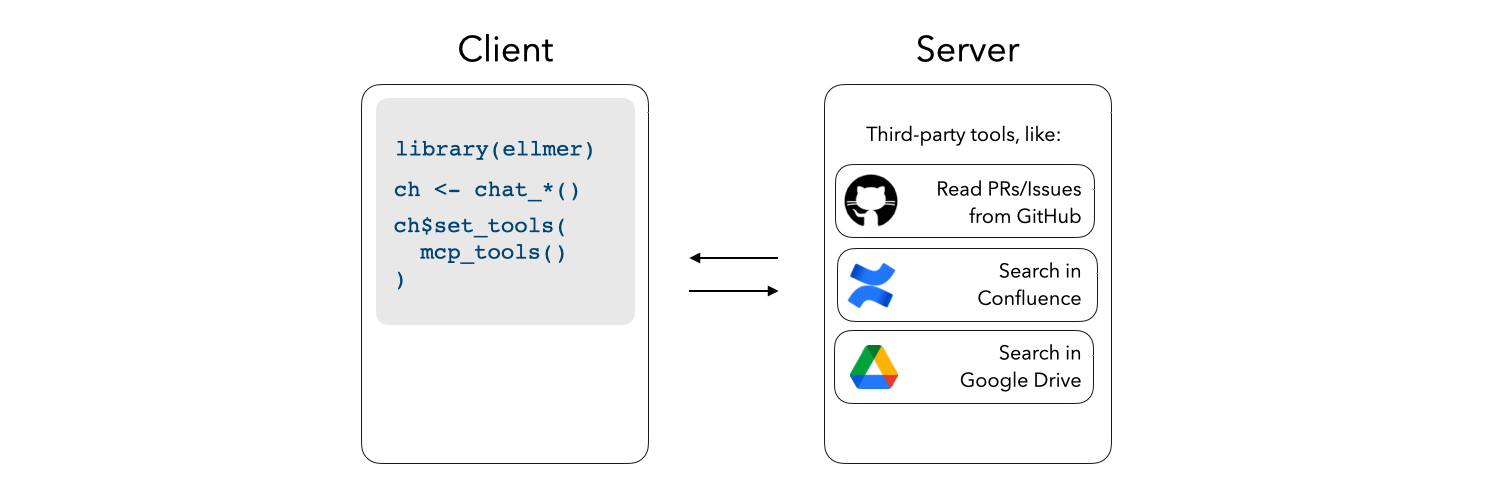 Client
library(ellmer)
ch <- chat_*()
ch$set_tools(
  mcp_tools()
)
Server
Third-party tools, like:
Read PRs/Issues
from GitHub
Search in
Confluence
Search in
Google Drive